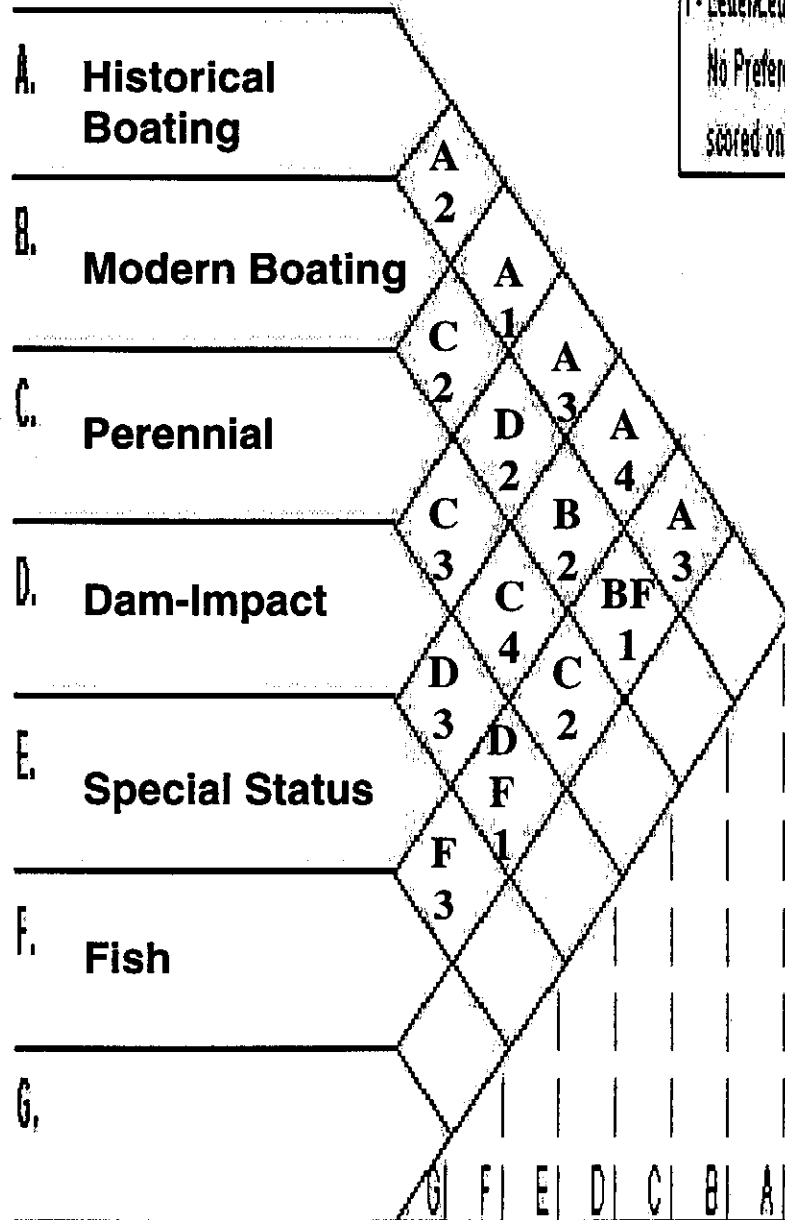 No Prefer
scored on
A. Historical
Boating
A
2
B. Modern Boating
A
1
C
2
A
3
C. Perennial
D
2
A
4
C
3
B
2
A
3
D. Dam-Impact
C
4
BF
1
D
3
C
2
E. Special Status
D
F
1
F
3
F. Fish
G.
G F E D C B A